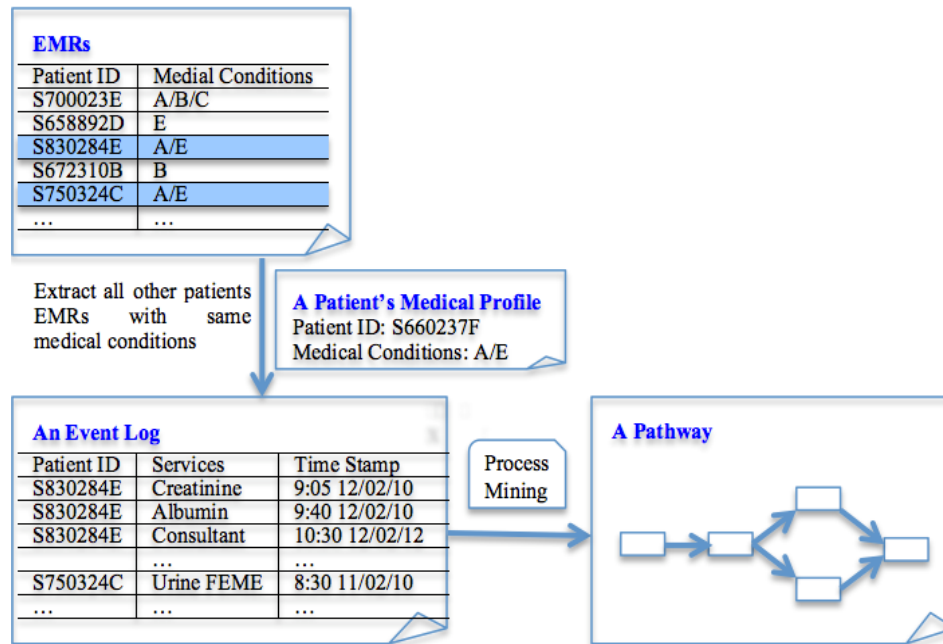 EMRs
Patient ID Medial Conditions
S700023E A/B/C
S658892D E
S830284E A/E
S672310B B
S750324C A/E
… …
Extract all other patients
EMRs with same
medical conditions
A Patient's Medical Profile
Patient ID: S660237F
Medical Conditions: A/E
An Event Log
Patient ID Services Time Stamp
S830284E Creatinine 9:05 12/02/10
S830284E Albumin 9:40 12/02/10
S830284E Consultant 10:30 12/02/12
… …
S750324C Urine FEME 8:30 11/02/10
… … …
Process
Mining
A Pathway